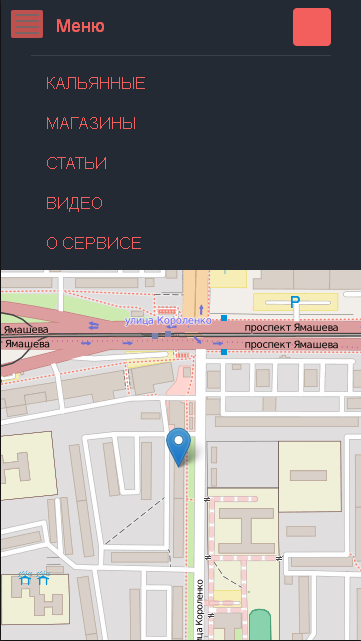 Меню
КАЛЬЯННЫЕ
МАГАЗИНЫ
СТАТЬИ
ВИДЕО
О СЕРВИСЕ
P
улица Короленко
Ямашева
проспект Ямашева
Ямашева
проспект Ямашева
ица Короленко